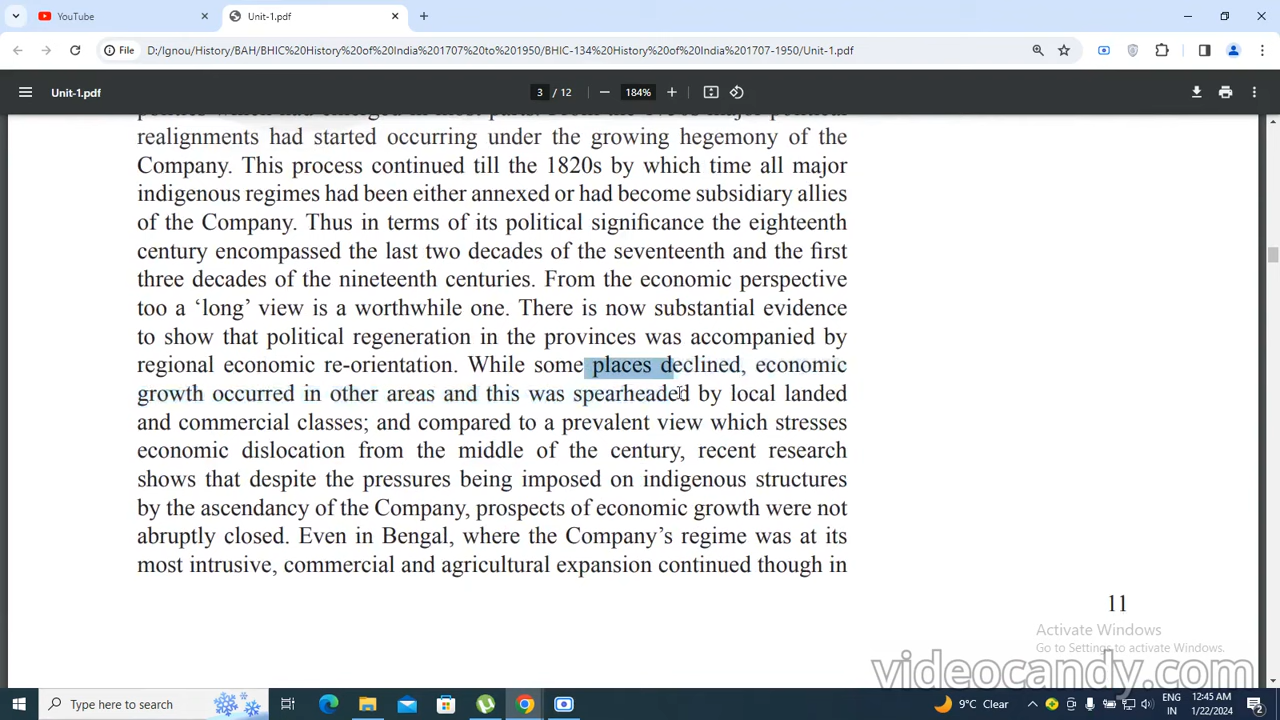 YouTube
Unit-1.pdf
File
D:/Ignou/History/BAH/BHIC%20History%20of%20India%201707%20to%201950/BHIC-134%20History%20of%20India%201707-1950/Unit-1.pdf
Unit-1.pdf
3 / 12
184%
realignments had started occurring under the growing hegemony of the
Company. This process continued till the 1820s by which time all major
indigenous regimes had been either annexed or had become subsidiary allies
of the Company. Thus in terms of its political significance the eighteenth
century encompassed the last two decades of the seventeenth and the first
three decades of the nineteenth centuries. From the economic perspective
too a ‘long’ view is a worthwhile one. There is now substantial evidence
to show that political regeneration in the provinces was accompanied by
regional economic re-orientation. While some places declined, economic
growth occurred in other areas and this was spearheaded by local landed
and commercial classes; and compared to a prevalent view which stresses
economic dislocation from the middle of the century, recent research
shows that despite the pressures being imposed on indigenous structures
by the ascendancy of the Company, prospects of economic growth were not
abruptly closed. Even in Bengal, where the Company’s regime was at its
most intrusive, commercial and agricultural expansion continued though in
11
Activate Windows
Go to Settings to activate Windows.
videocandy.com
Type here to search
9°C Clear
ENG
IN
12:45 AM
1/22/2024
2